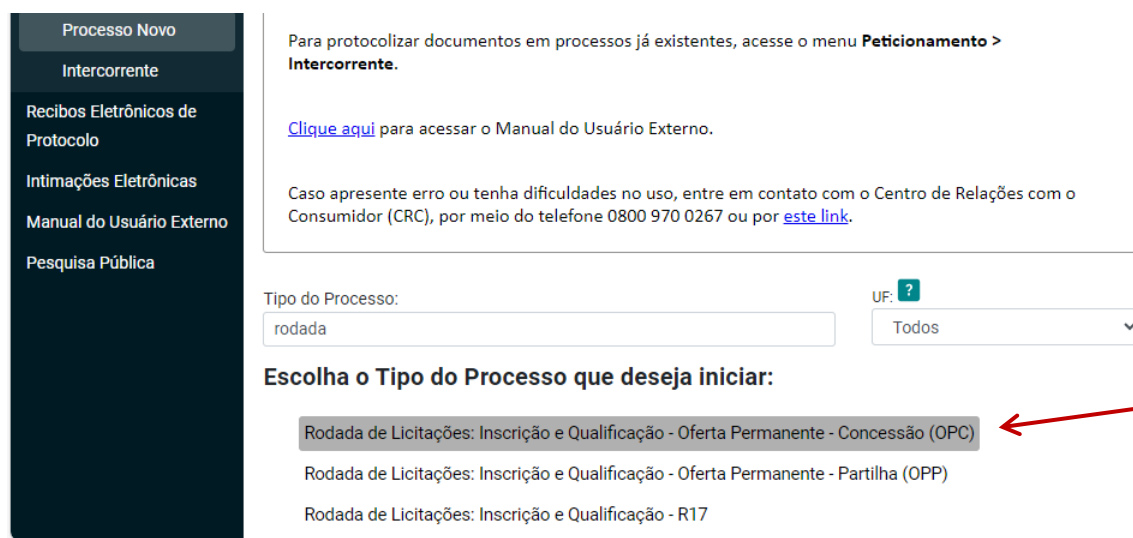 Processo Novo
Intercorrente
Recibos Eletrônicos de
Protocolo
Intimações Eletrônicas
Manual do Usuário Externo
Pesquisa Pública
Para protocolizar documentos em processos já existentes, acesse o menu Peticionamento >
Intercorrente.
Clique aqui para acessar o Manual do Usuário Externo.
Caso apresente erro ou tenha dificuldades no uso, entre em contato com o Centro de Relações com o
Consumidor (CRC), por meio do telefone 0800 970 0267 ou por este link.
Tipo do Processo:
UF: ?
rodada
Todos
Escolha o Tipo do Processo que deseja iniciar:
Rodada de Licitações: Inscrição e Qualificação - Oferta Permanente - Concessão (OPC)
Rodada de Licitações: Inscrição e Qualificação - Oferta Permanente - Partilha (OPP)
Rodada de Licitações: Inscrição e Qualificação - R17